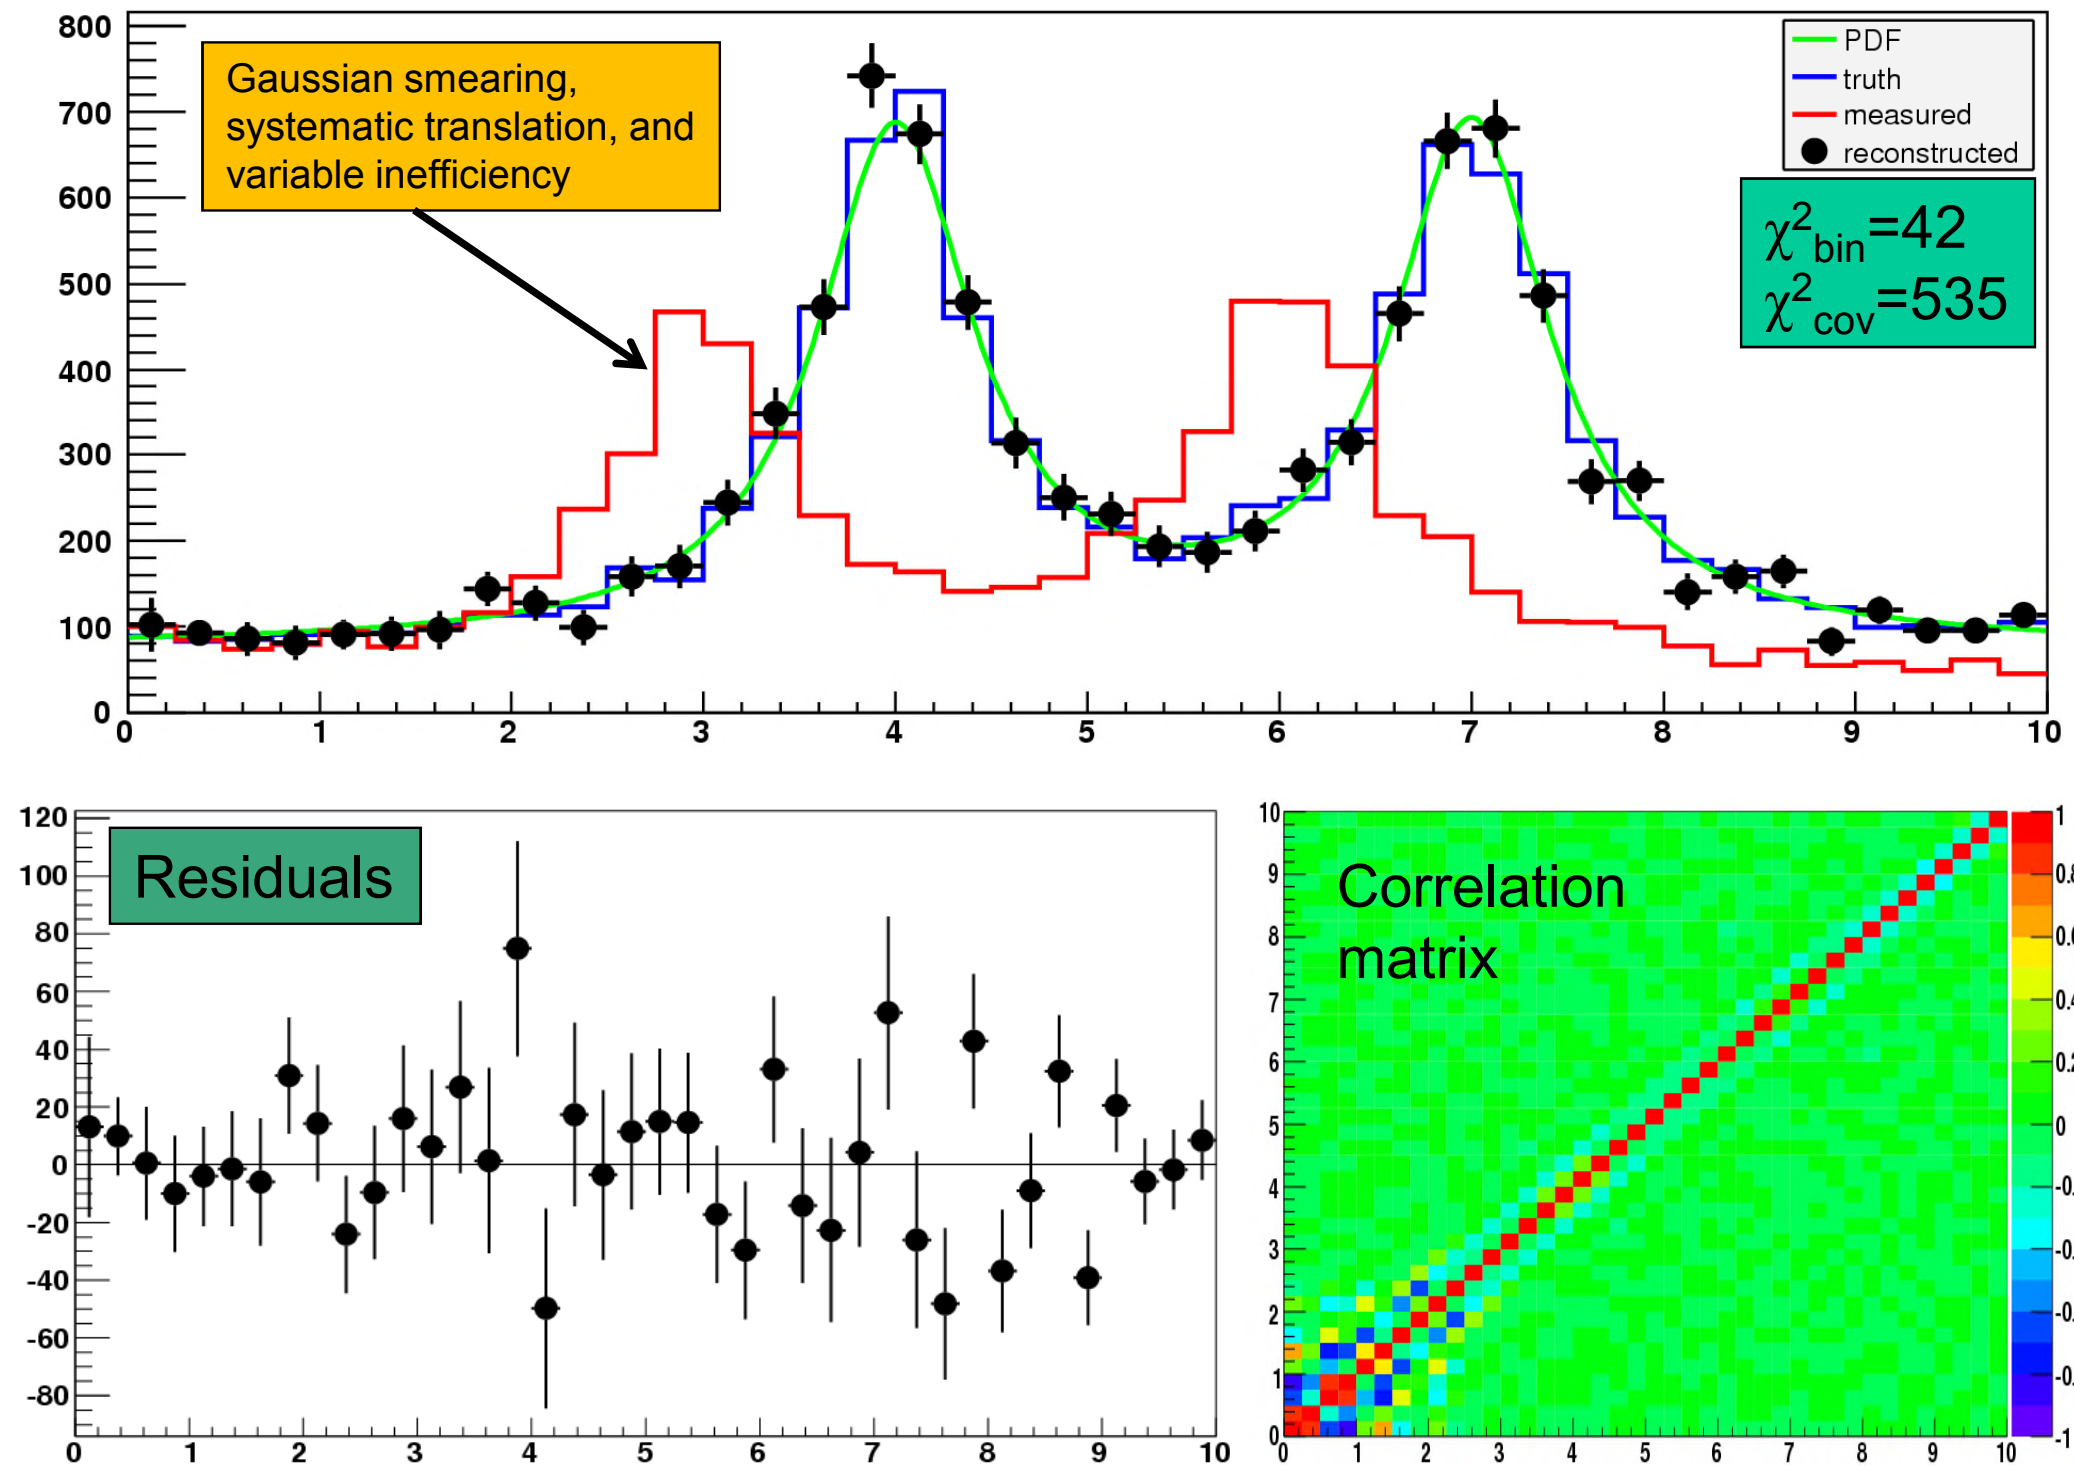 800
700
600
500
400
300
200
100
0
0 1 2 3 4 5 6 7 8 9 10
Gaussian smearing,
systematic translation, and
variable inefficiency
PDF
truth
measured
reconstructed
χ²bin=42
χ²cov=535
120
100
80
60
40
20
0
-20
-40
-60
-80
0 1 2 3 4 5 6 7 8 9 10
Residuals
10
9
8
7
6
5
4
3
2
1
0
0 1 2 3 4 5 6 7 8 9 10
Correlation
matrix
1
0
-1